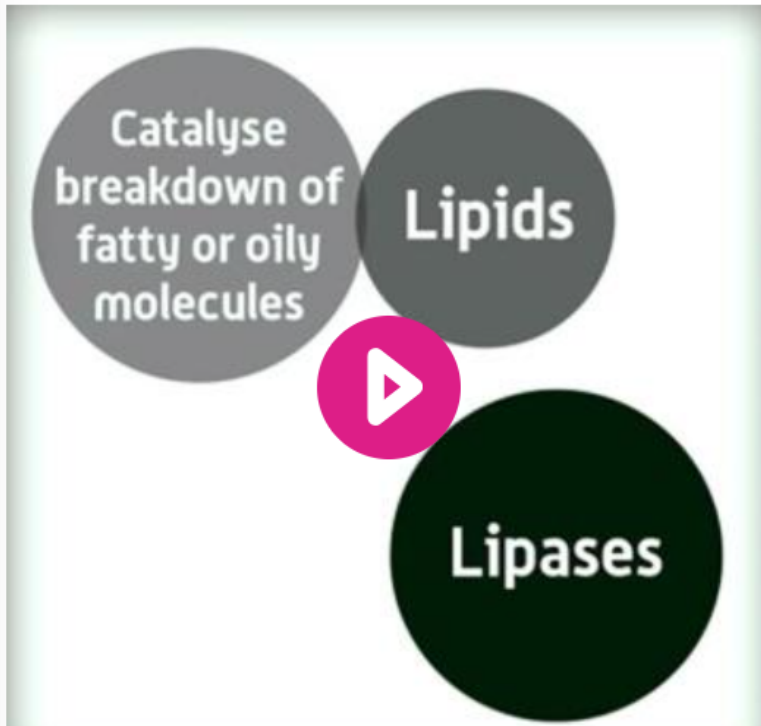 Catalyse
breakdown of
fatty or oily
molecules
Lipids
Lipases